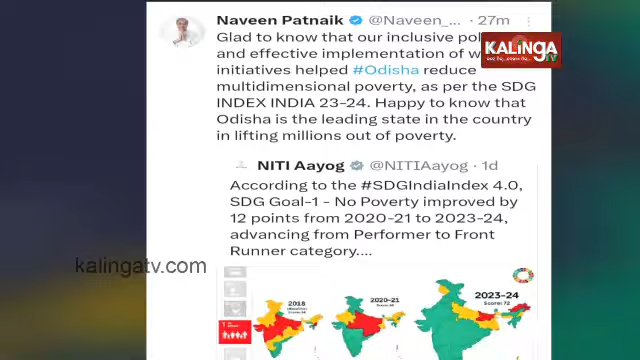 Naveen Patnaik @Naveen_... · 27m
Glad to know that our inclusive pol
KALINGA TV
and effective implementation of w
initiatives helped #Odisha reduce
multidimensional poverty, as per the SDG
INDEX INDIA 23-24. Happy to know that
Odisha is the leading state in the country
in lifting millions out of poverty.
NITI Aayog @NITIAayog · 1d
According to the #SDGIndiaIndex 4.0,
SDG Goal-1 - No Poverty improved by
12 points from 2020-21 to 2023-24,
advancing from Performer to Front
Runner category....
kalingatv.com
2018
2020-21
2023-24
Score: 72